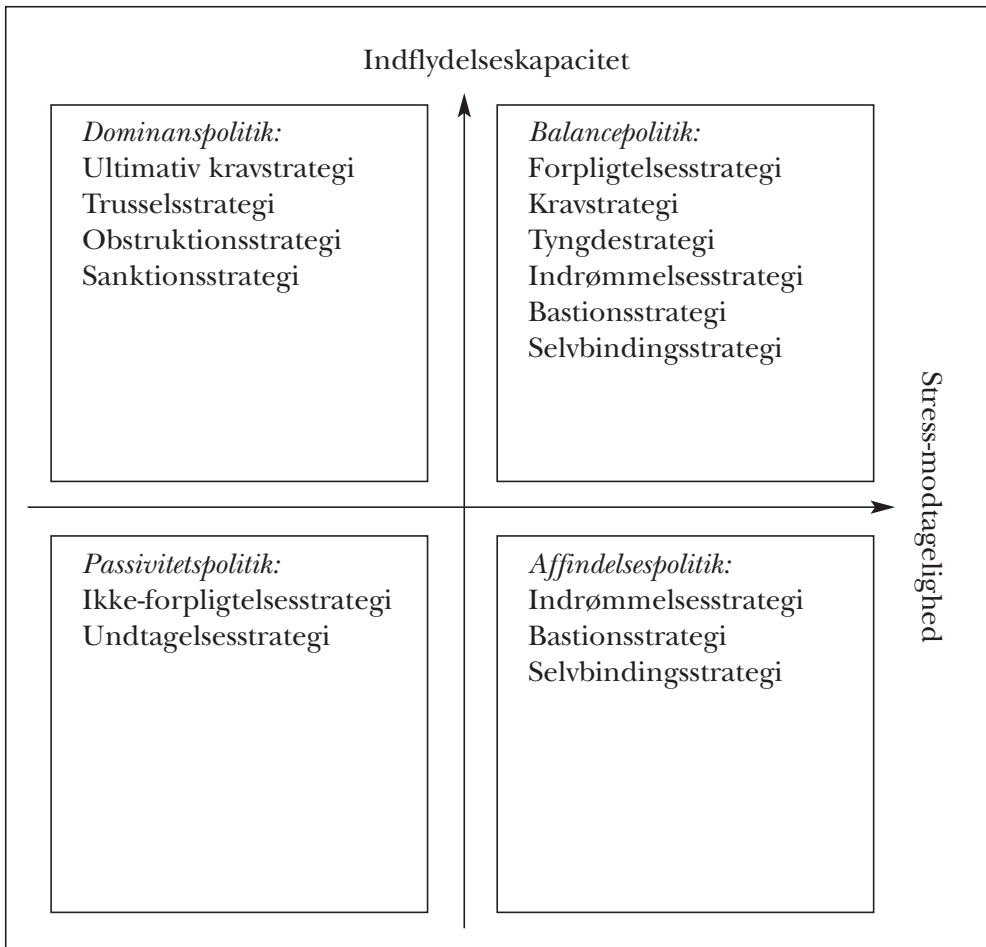 Indflydelseskapacitet
Dominanspolitik:
Ultimativ kravstrategi
Trusselsstrategi
Obstruktionsstrategi
Sanktionsstrategi
Balancepolitik:
Forpligtelsesstrategi
Kravstrategi
Tyngdestrategi
Indrømmelsesstrategi
Bastionsstrategi
Selvbindingsstrategi
Stress-modtagelighed
Passivitetspolitik:
Ikke-forpligtelsesstrategi
Undtagelsesstrategi
Affindelsespolitik:
Indrømmelsesstrategi
Bastionsstrategi
Selvbindingsstrategi